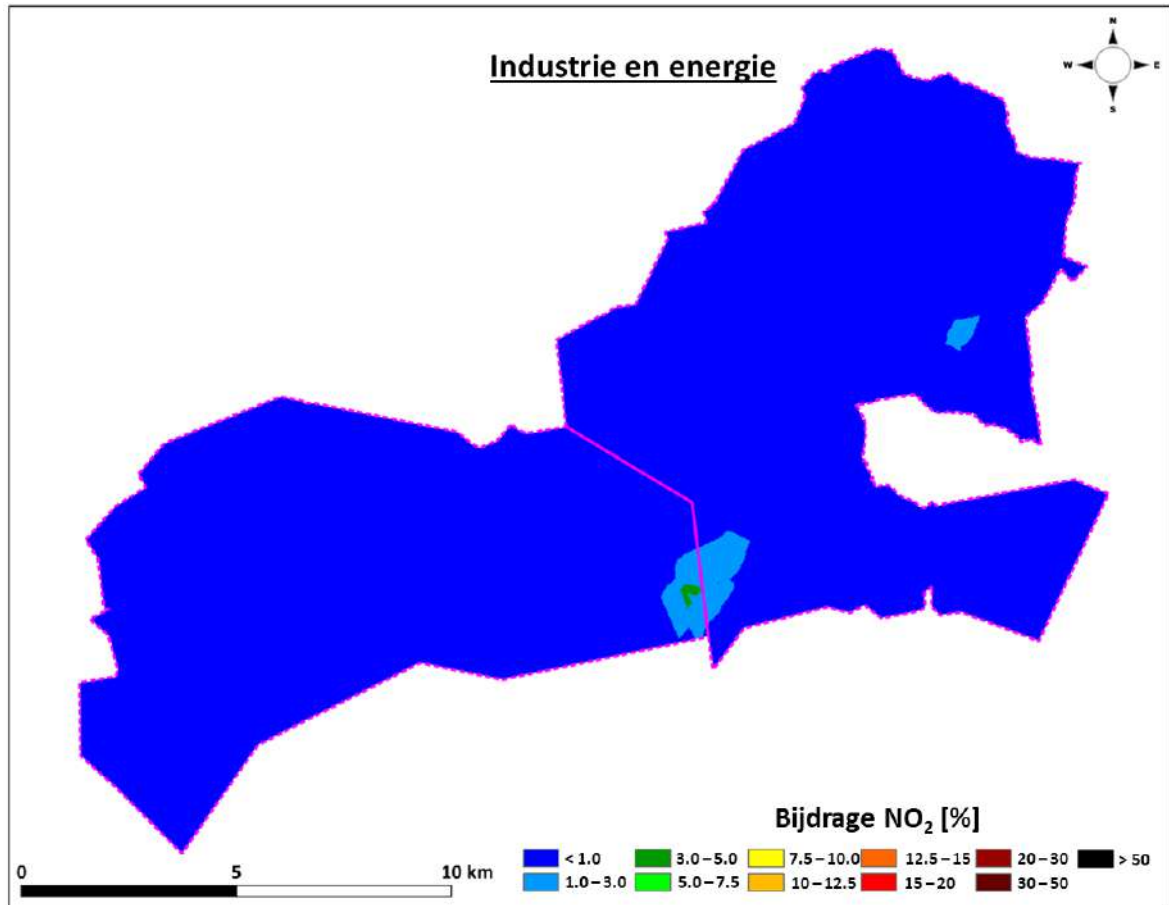 N
W E
S
Industrie en energie
Bijdrage NO₂ [%]
0 5 10 km
< 1.0 3.0 – 5.0 7.5 – 10.0 12.5 – 15 20 – 30 > 50
1.0 – 3.0 5.0 – 7.5 10 – 12.5 15 – 20 30 – 50